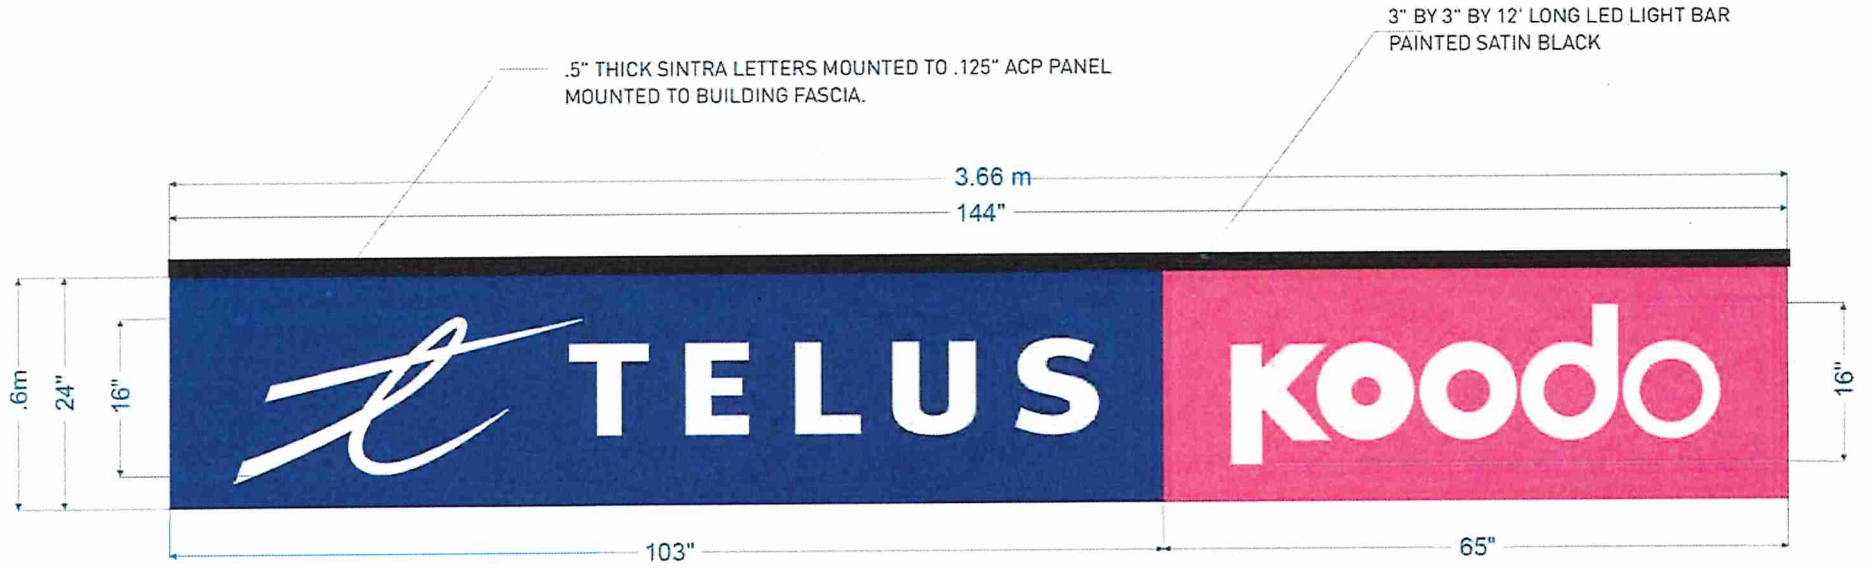 3" BY 3" BY 12' LONG LED LIGHT BAR
PAINTED SATIN BLACK
.5" THICK SINTRA LETTERS MOUNTED TO .125" ACP PANEL
MOUNTED TO BUILDING FASCIA.
3.66 m
144"
.6m
24"
16"
TELUS
Koodo
16"
103"
65"